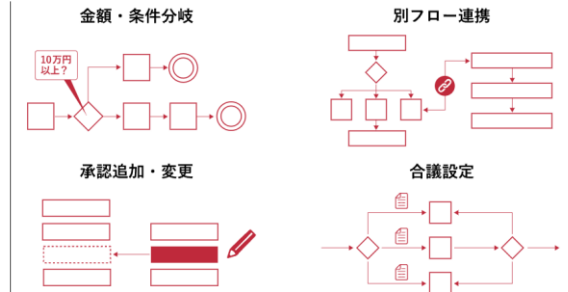 金額・条件分岐
別フロー連携
10万円
以上？
承認追加・変更
合議設定